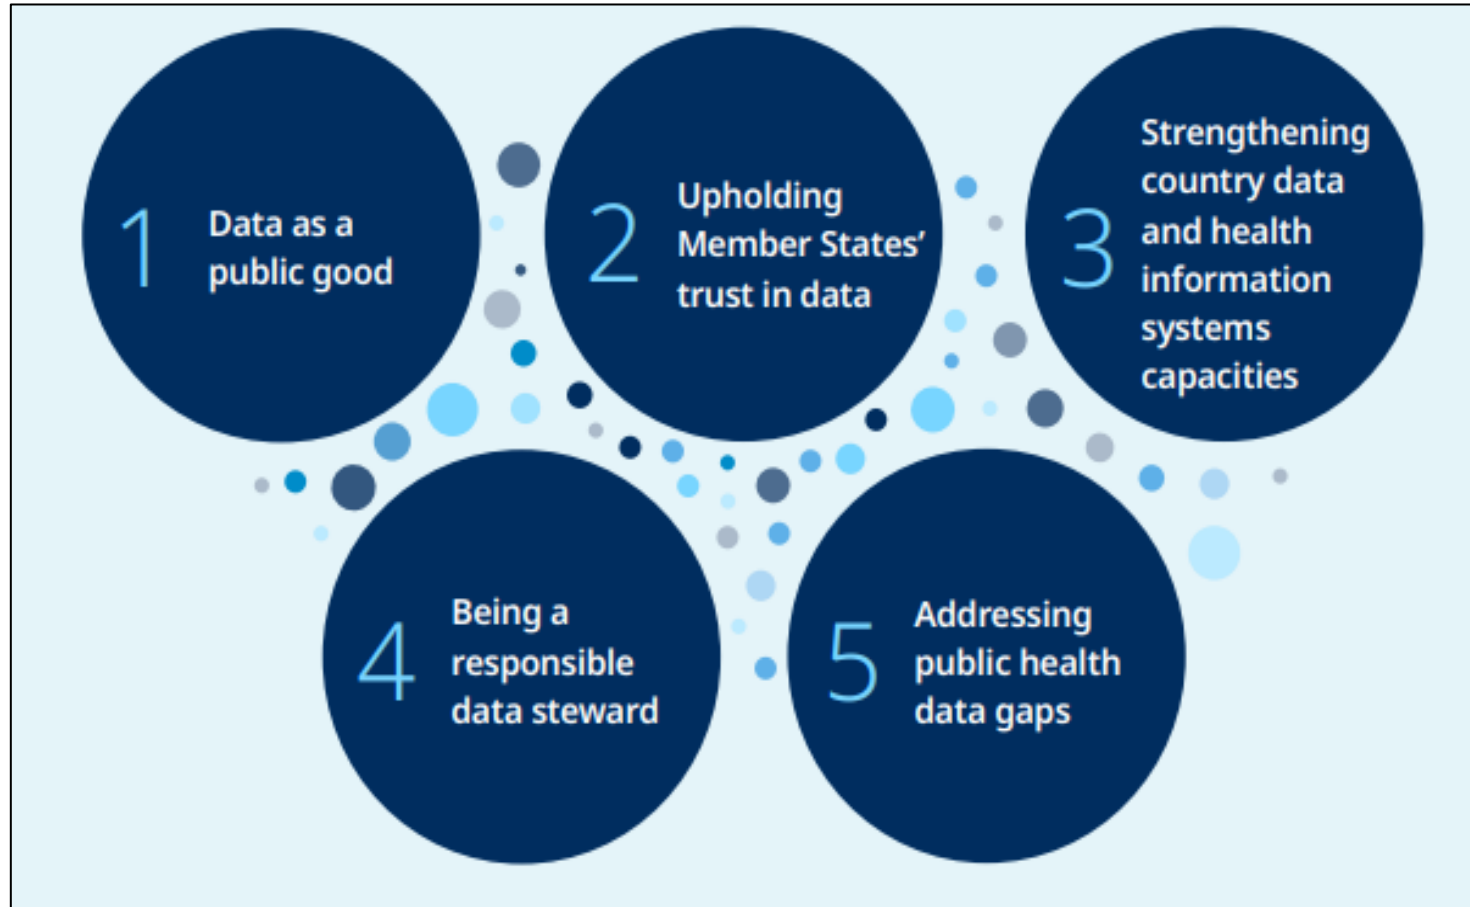 1
Data as a
public good
2
Upholding
Member States’
trust in data
3
Strengthening
country data
and health
information
systems
capacities
4
Being a
responsible
data steward
5
Addressing
public health
data gaps